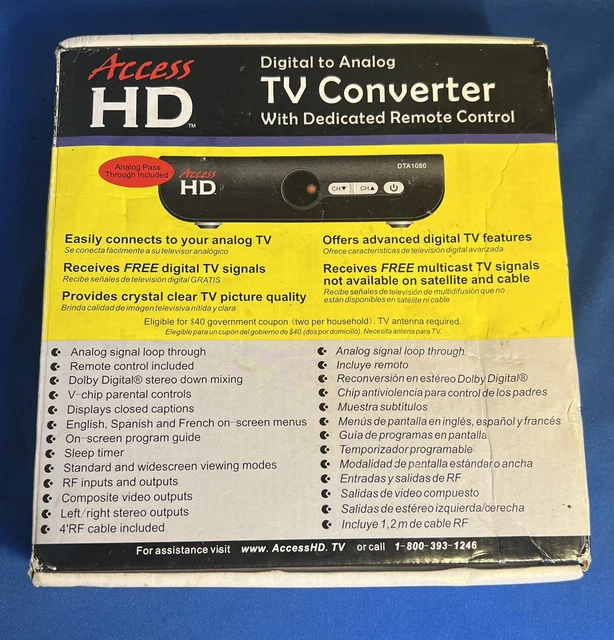 Access
HD™
Digital to Analog
TV Converter
With Dedicated Remote Control
Analog Pass
Through Included
Access
HD
DTA1080
CH▼ CH▲
Easily connects to your analog TV
Se conecta fácilmente a su televisor analógico
Receives FREE digital TV signals
Recibe señales de televisión digital GRATIS
Provides crystal clear TV picture quality
Brinda calidad de imagen televisiva nítida y clara
Offers advanced digital TV features
Ofrece características de televisión digital avanzada
Receives FREE multicast TV signals
not available on satellite and cable
Recibe señales de televisión de multidifusión que no
están disponibles en satélite ni cable
Eligible for $40 government coupon (two per household). TV antenna required.
Elegible para un cupón del gobierno de $40 (dos por domicilio). Necesita antena para TV.
Analog signal loop through
Remote control included
Dolby Digital® stereo down mixing
V-chip parental controls
Displays closed captions
English, Spanish and French on-screen menus
On-screen program guide
Sleep timer
Standard and widescreen viewing modes
RF inputs and outputs
Composite video outputs
Left/right stereo outputs
4'RF cable included
Analog signal loop through
Incluye remoto
Reconversión en estéreo Dolby Digital®
Chip antiviolencia para control de los padres
Muestra subtitulos
Menús de pantalla en inglés, español y francés
Guía de programas en pantalla
Temporizador programable
Modalidad de pantalla estándar o ancha
Entradas y salidas de RF
Salidas de video compuesto
Salidas de estéreo izquierda/derecha
Incluye 1,2 m de cable RF
For assistance visit www. AccessHD. TV or call 1-800-393-1246